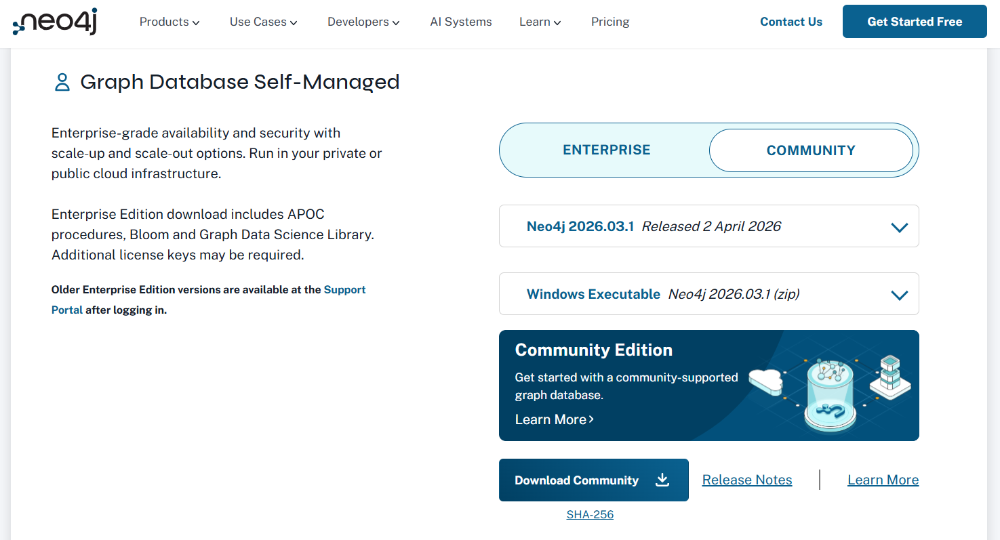 neo4j
Products
Use Cases
Developers
AI Systems
Learn
Pricing
Contact Us
Get Started Free
Graph Database Self-Managed
Enterprise-grade availability and security with
scale-up and scale-out options. Run in your private or
public cloud infrastructure.
Enterprise Edition download includes APOC
procedures, Bloom and Graph Data Science Library.
Additional license keys may be required.
Older Enterprise Edition versions are available at the Support
Portal after logging in.
ENTERPRISE
COMMUNITY
Neo4j 2026.03.1 Released 2 April 2026
Windows Executable Neo4j 2026.03.1 (zip)
Community Edition
Get started with a community-supported
graph database.
Learn More
Download Community
Release Notes
Learn More
SHA-256